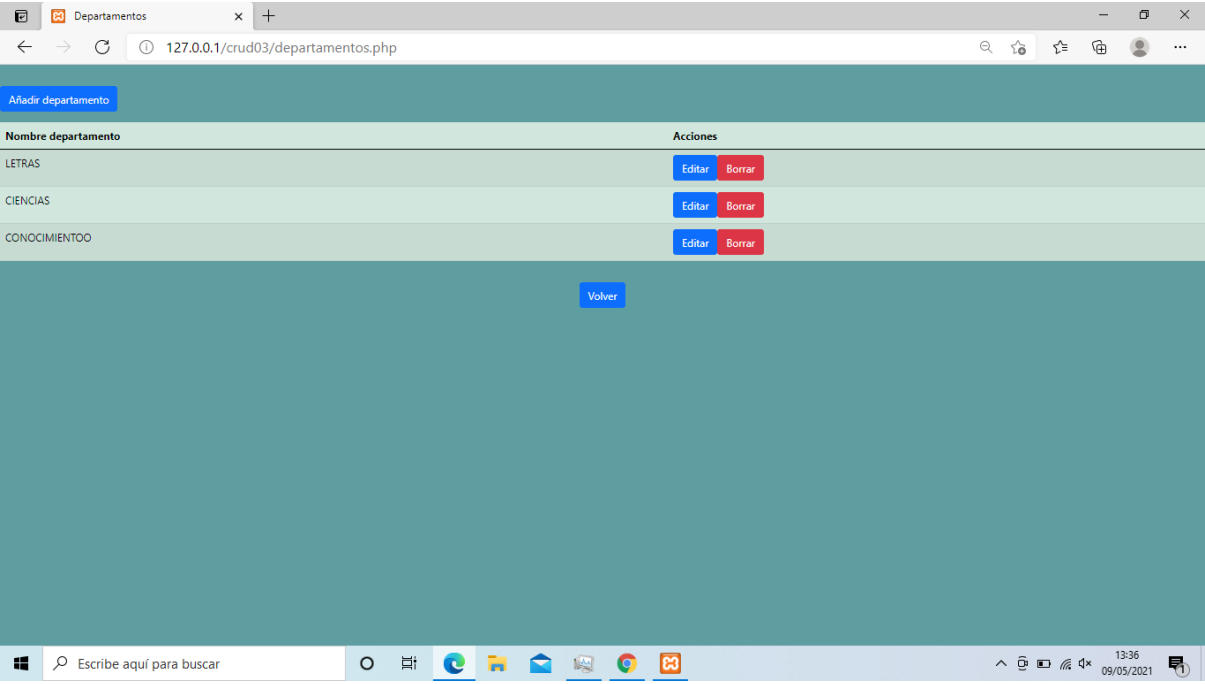 Departamentos
127.0.0.1/crud03/departamentos.php
Añadir departamento
Nombre departamento Acciones
LETRAS Editar Borrar
CIENCIAS Editar Borrar
CONOCIMIENTOO Editar Borrar
Volver
Escribe aquí para buscar
13:36
09/05/2021
1